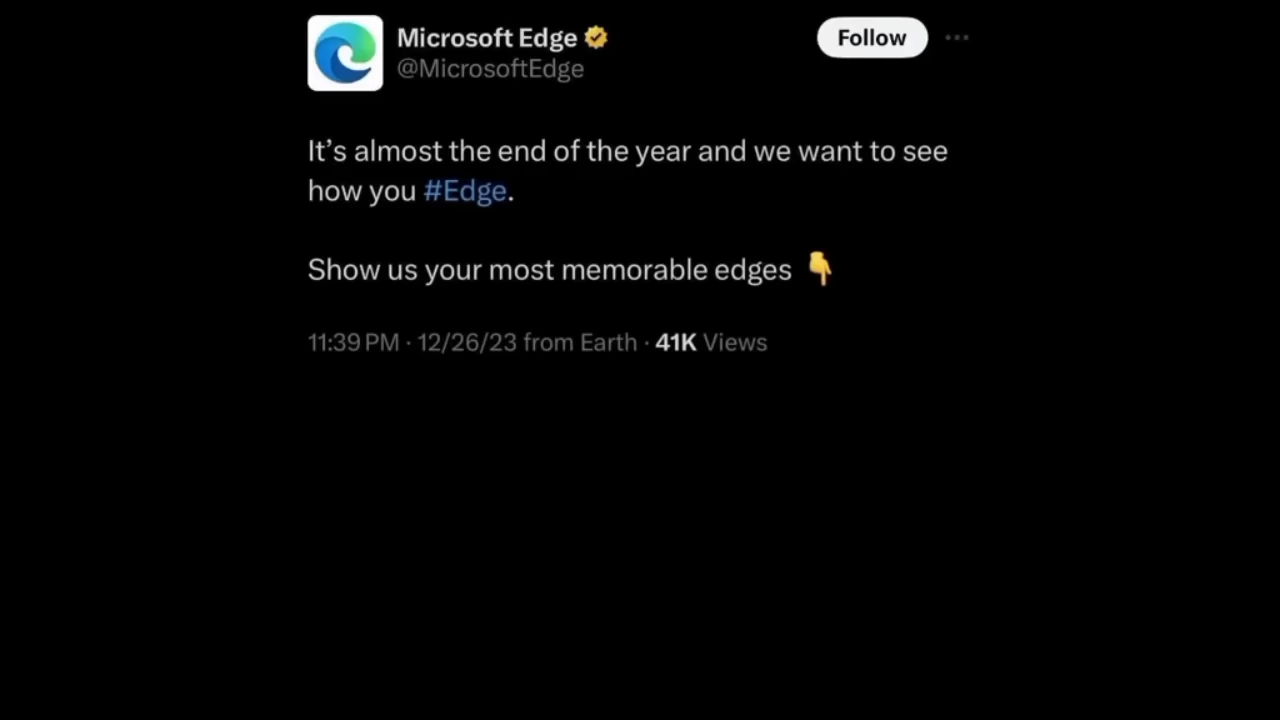 Microsoft Edge
Follow
@MicrosoftEdge
It’s almost the end of the year and we want to see
how you #Edge.
Show us your most memorable edges 👇
11:39 PM · 12/26/23 from Earth · 41K Views